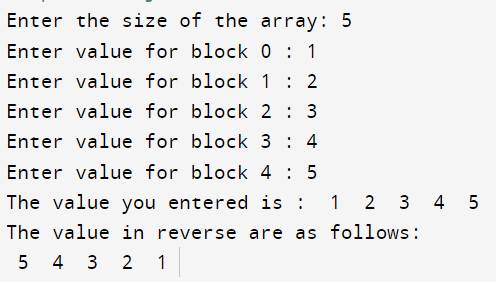 Enter the size of the array: 5
Enter value for block 0 : 1
Enter value for block 1 : 2
Enter value for block 2 : 3
Enter value for block 3 : 4
Enter value for block 4 : 5
The value you entered is :  1  2  3  4  5
The value in reverse are as follows:
 5  4  3  2  1